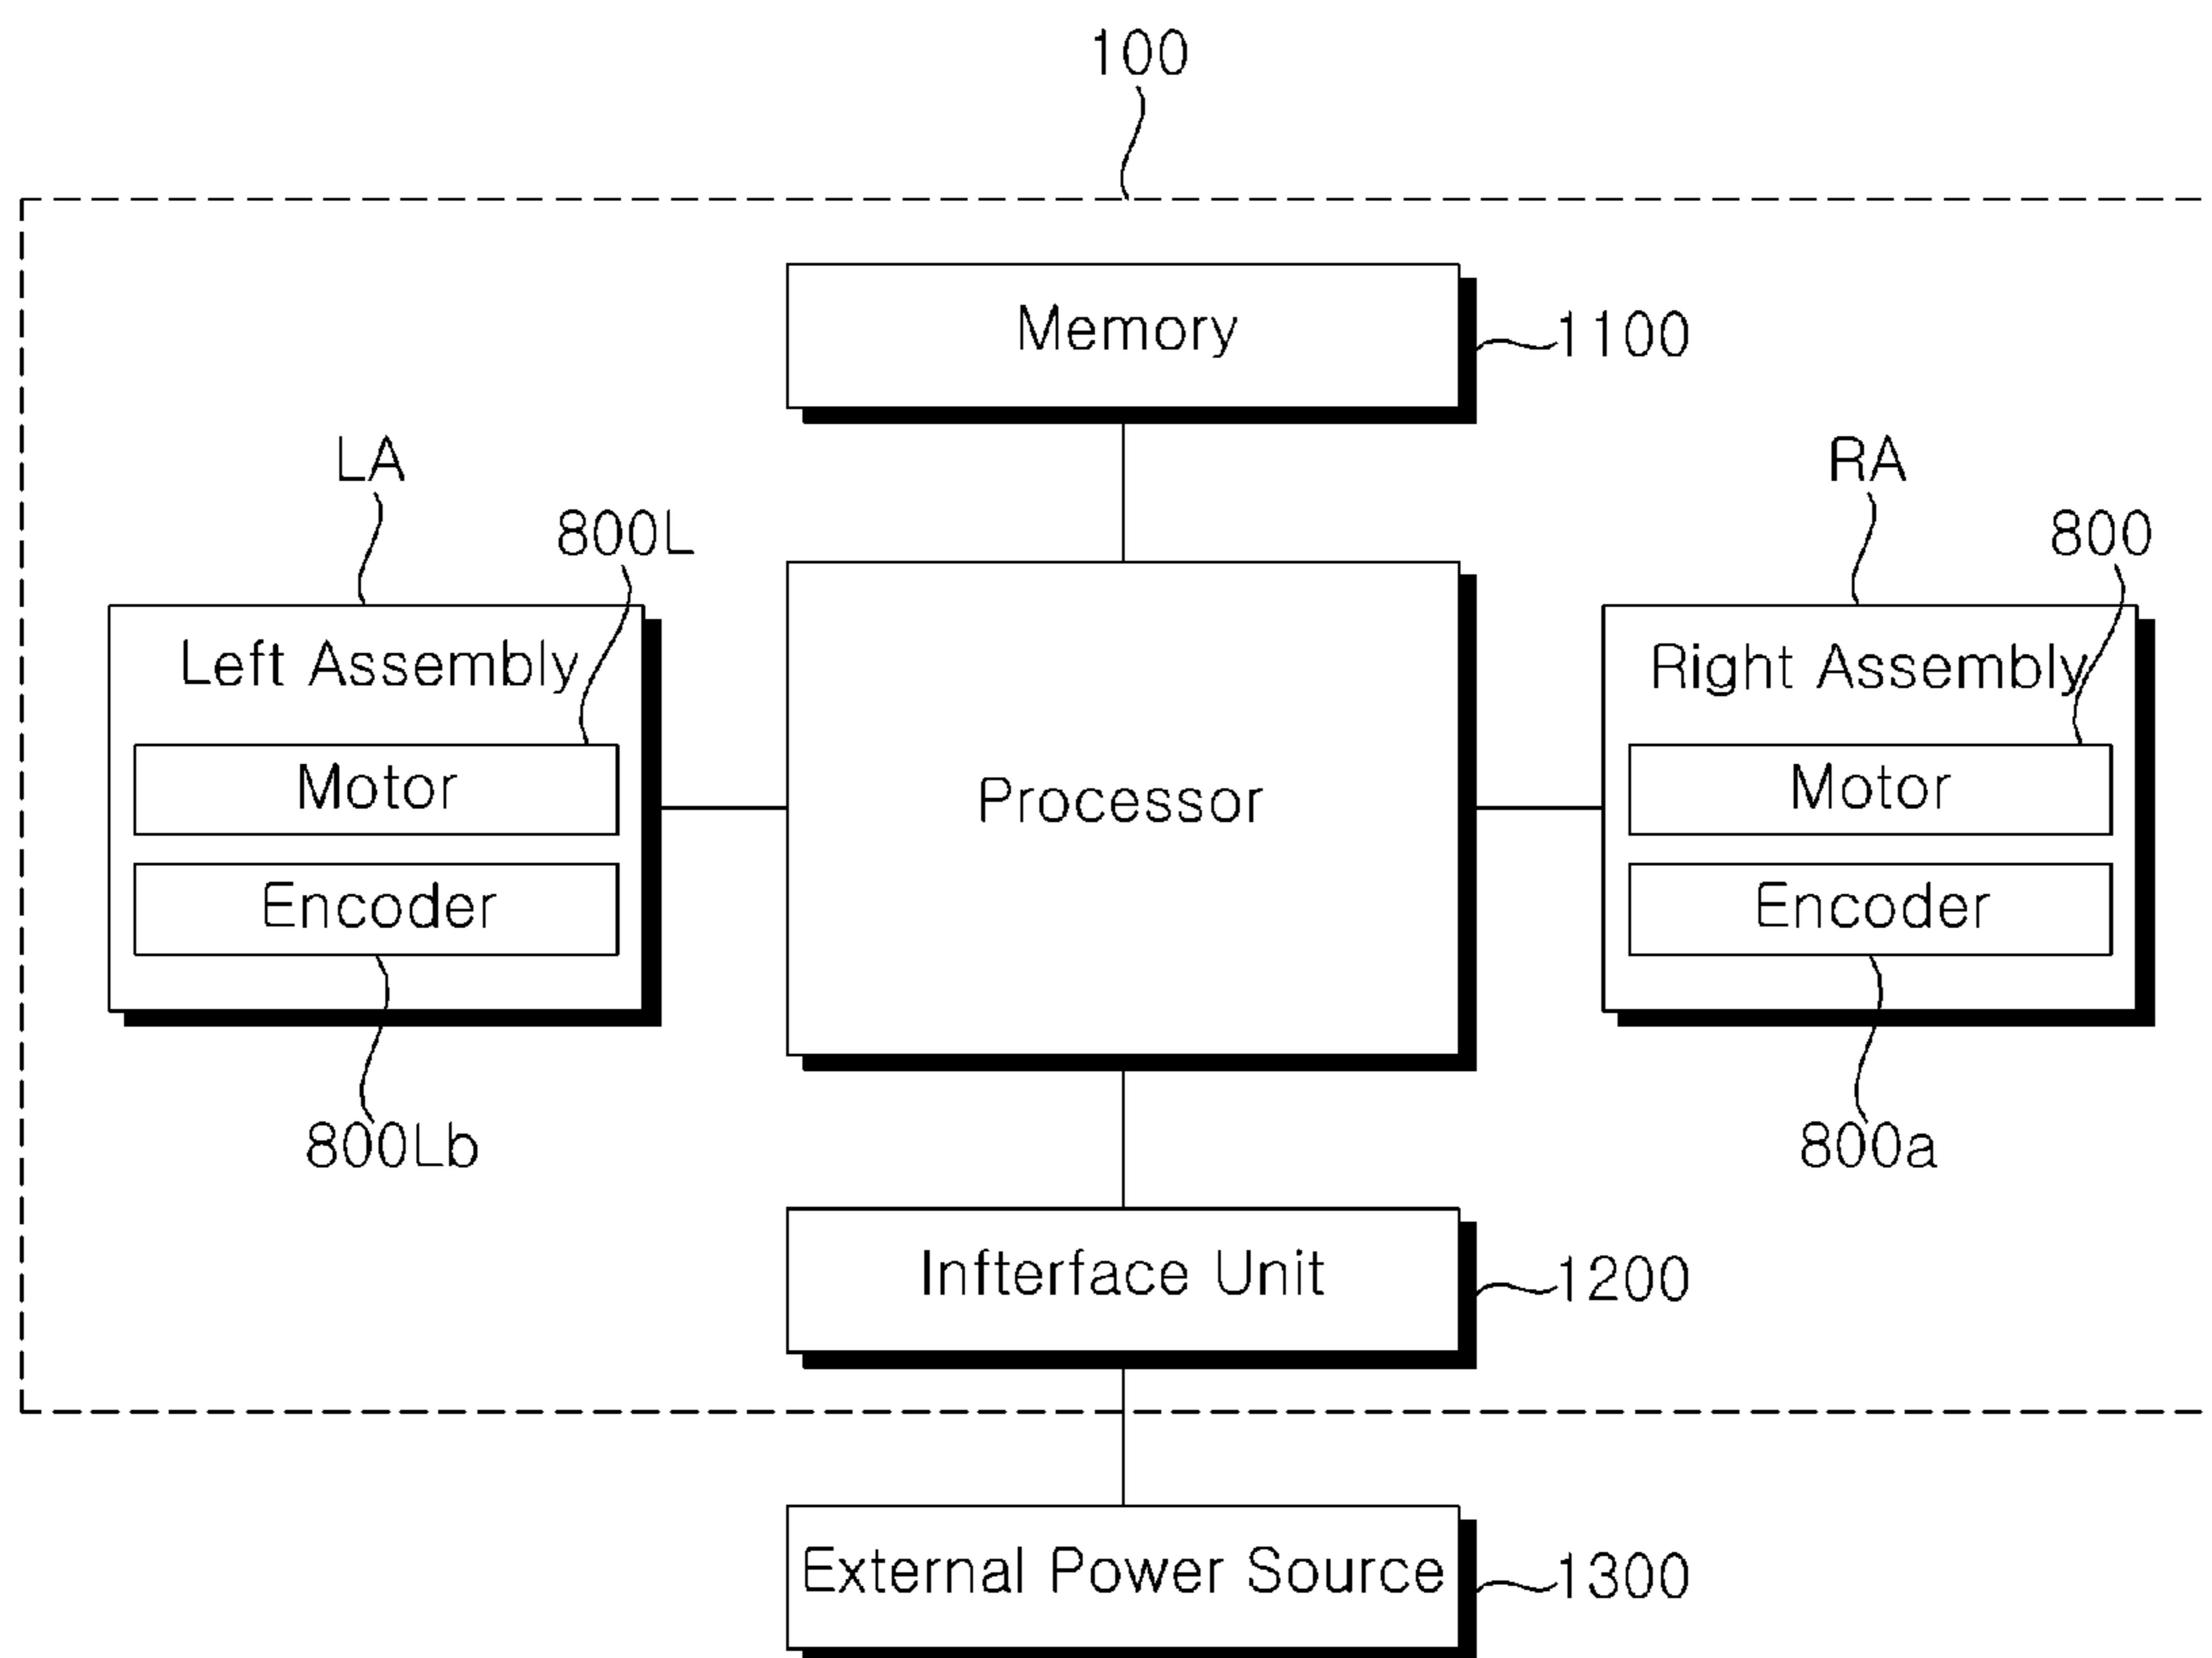 100
Memory
1100
LA
RA
800L
800
Left Assembly
Right Assembly
Processor
Motor
Motor
Encoder
Encoder
800Lb
800a
Infterface Unit
1200
External Power Source
1300